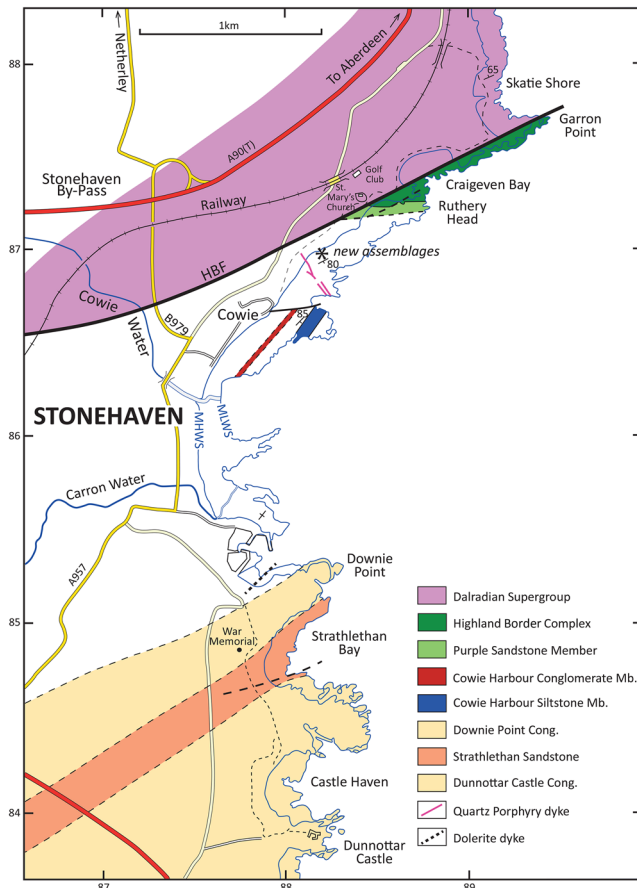 1km
88
Netherley
To Aberdeen
65
Skatie Shore
Garron
Point
A90(T)
Stonehaven
By-Pass
Golf
Club
St.
Mary's
Church
Craigeven Bay
Ruthery
Head
Railway
87
new assemblages
80
HBF
Cowie
Water
B979
Cowie
85
STONEHAVEN
MHWS
MLWS
86
Carron Water
A957
Downie
Point
85
War
Memorial
Strathlethan
Bay
Castle Haven
84
Dunnottar
Castle
Dalradian Supergroup
Highland Border Complex
Purple Sandstone Member
Cowie Harbour Conglomerate Mb.
Cowie Harbour Siltstone Mb.
Downie Point Cong.
Strathlethan Sandstone
Dunnottar Castle Cong.
Quartz Porphyry dyke
Dolerite dyke
87
88
89